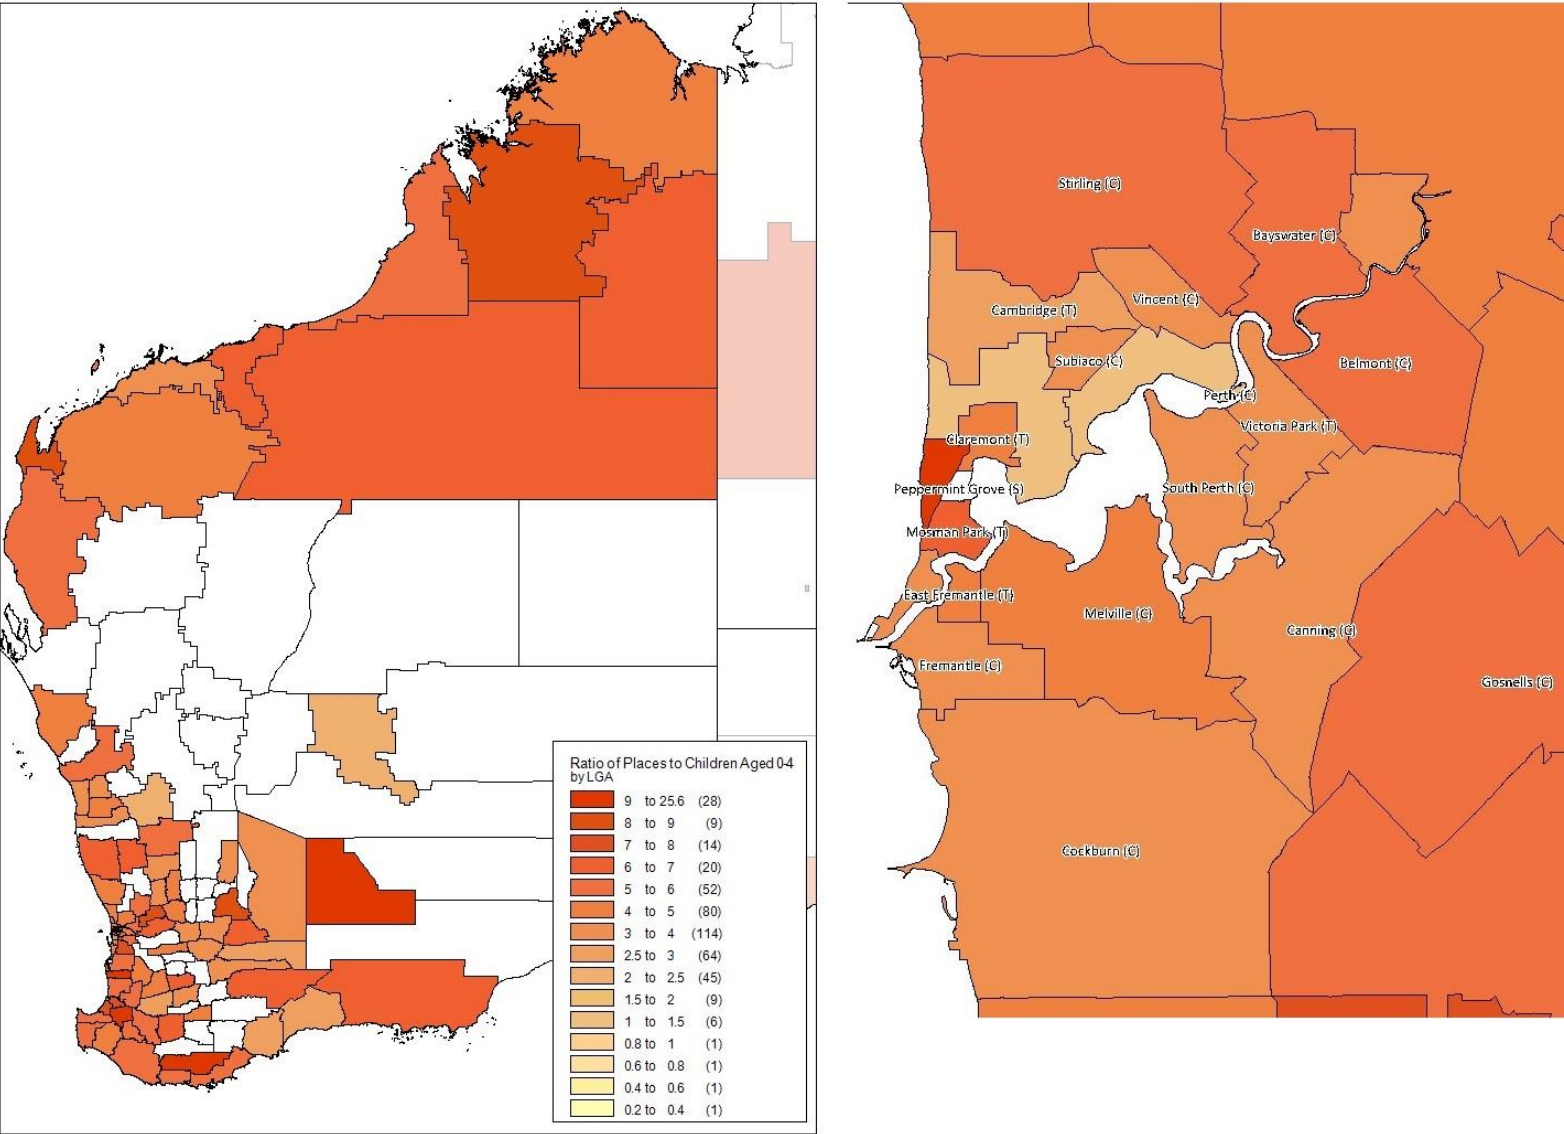 Ratio of Places to Children Aged 0-4
by LGA
9 to 25.6 (28)
8 to 9 (9)
7 to 8 (14)
6 to 7 (20)
5 to 6 (52)
4 to 5 (80)
3 to 4 (114)
2.5 to 3 (64)
2 to 2.5 (45)
1.5 to 2 (9)
1 to 1.5 (6)
0.8 to 1 (1)
0.6 to 0.8 (1)
0.4 to 0.6 (1)
0.2 to 0.4 (1)
Stirling (C)
Bayswater (C)
Vincent (C)
Cambridge (T)
Subiaco (C)
Belmont (C)
Perth (C)
Victoria Park (T)
Claremont (T)
Peppermint Grove (S)
South Perth (C)
Mosman Park (T)
East Fremantle (T)
Melville (C)
Canning (C)
Fremantle (C)
Gosnells (C)
Cockburn (C)